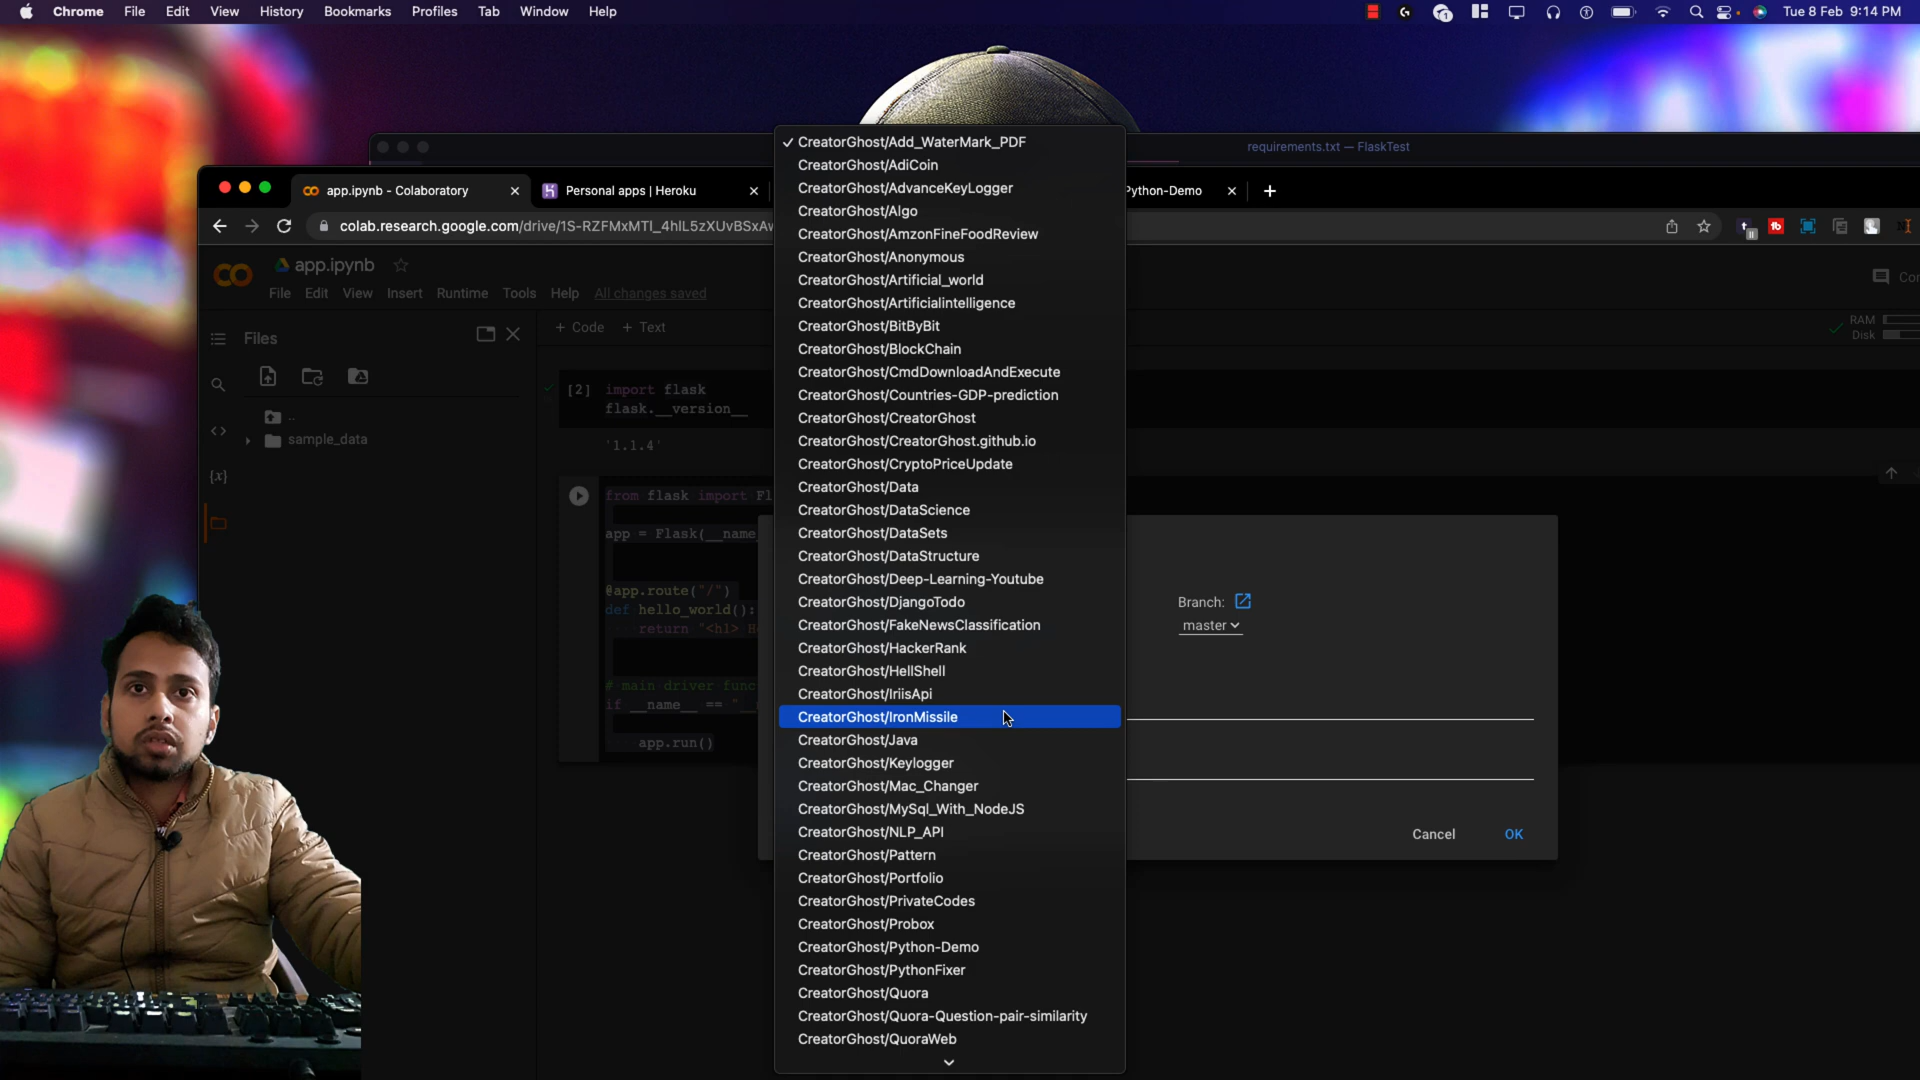 Chrome File Edit View History Bookmarks Profiles Tab Window Help
Tue 8 Feb 9:14 PM
requirements.txt — FlaskTest
app.ipynb - Colaboratory
Personal apps | Heroku
Python-Demo
colab.research.google.com/drive/
app.ipynb
File Edit View Insert Runtime Tools Help All changes saved
Files
+ Code + Text
RAM
Disk
..
sample_data
[2] import flask
flask.__version__
'1.1.4'
from flask import Fl
app = Flask(__name
@app.route("/")
def hello_world():
return "<h1> H
# main driver func
if __name__ == "_
app.run()
✓ CreatorGhost/Add_WaterMark_PDF
CreatorGhost/AdiCoin
CreatorGhost/AdvanceKeyLogger
CreatorGhost/Algo
CreatorGhost/AmzonFineFoodReview
CreatorGhost/Anonymous
CreatorGhost/Artificial_world
CreatorGhost/Artificialintelligence
CreatorGhost/BitByBit
CreatorGhost/BlockChain
CreatorGhost/CmdDownloadAndExecute
CreatorGhost/Countries-GDP-prediction
CreatorGhost/CreatorGhost
CreatorGhost/CreatorGhost.github.io
CreatorGhost/CryptoPriceUpdate
CreatorGhost/Data
CreatorGhost/DataScience
CreatorGhost/DataSets
CreatorGhost/DataStructure
CreatorGhost/Deep-Learning-Youtube
CreatorGhost/DjangoTodo
CreatorGhost/FakeNewsClassification
CreatorGhost/HackerRank
CreatorGhost/HellShell
CreatorGhost/IriisApi
CreatorGhost/IronMissile
CreatorGhost/Java
CreatorGhost/Keylogger
CreatorGhost/Mac_Changer
CreatorGhost/MySql_With_NodeJS
CreatorGhost/NLP_API
CreatorGhost/Pattern
CreatorGhost/Portfolio
CreatorGhost/PrivateCodes
CreatorGhost/Probox
CreatorGhost/Python-Demo
CreatorGhost/PythonFixer
CreatorGhost/Quora
CreatorGhost/Quora-Question-pair-similarity
CreatorGhost/QuoraWeb
Branch:
master
Cancel OK